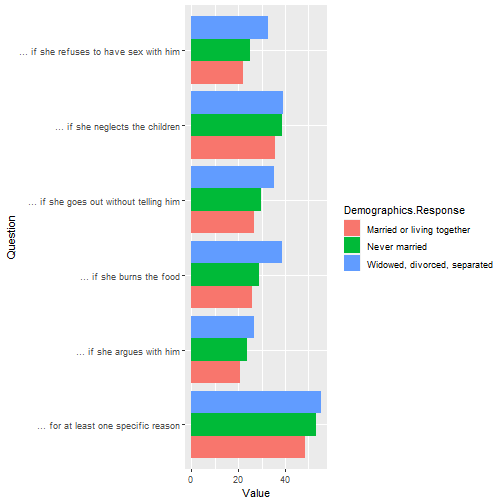 ... if she refuses to have sex with him
... if she neglects the children
... if she goes out without telling him
... if she burns the food
... if she argues with him
... for at least one specific reason
Question
0 20 40
Value
Demographics.Response
Married or living together
Never married
Widowed, divorced, separated